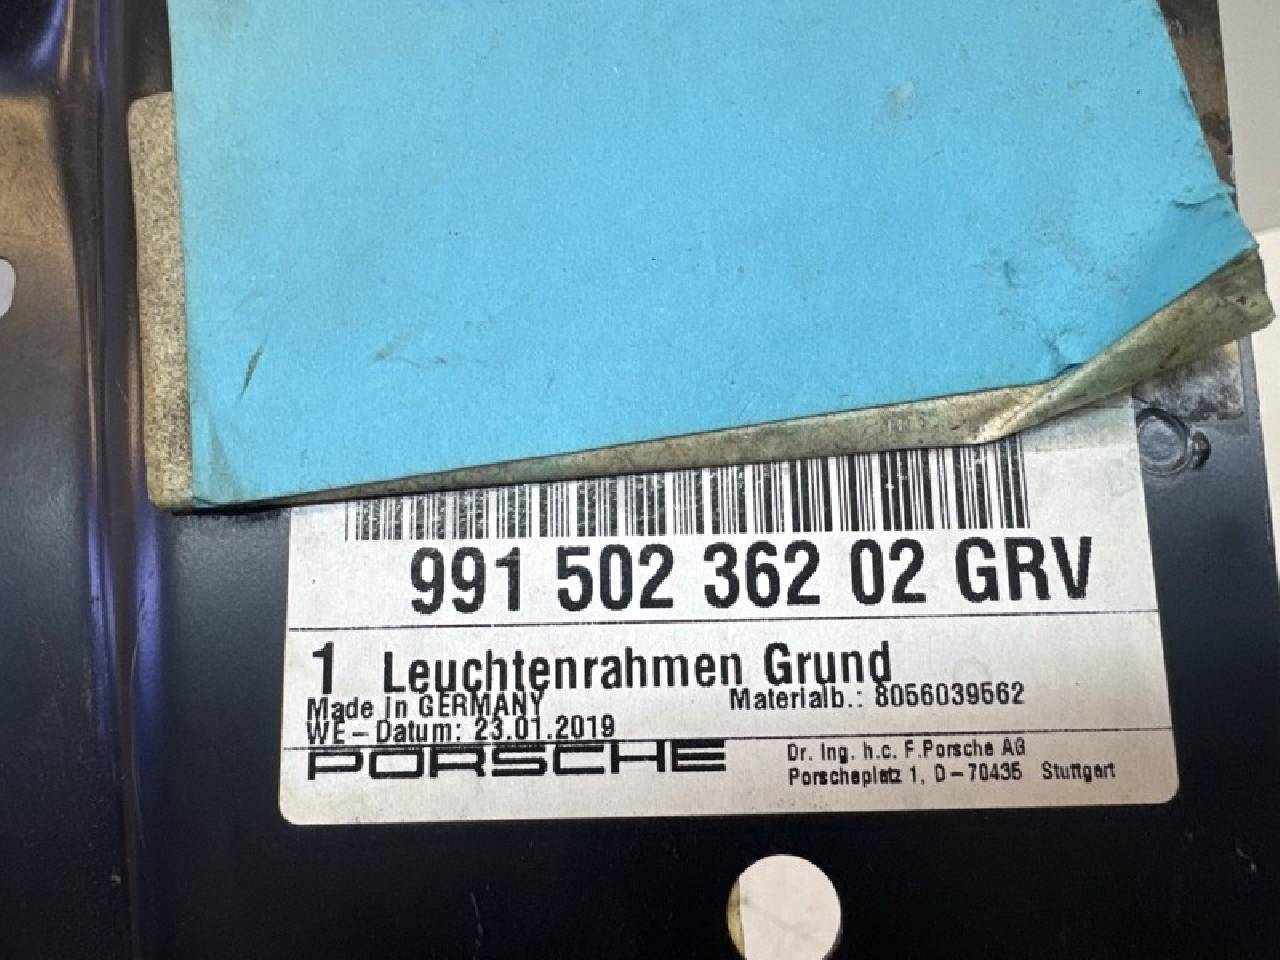 991 502 362 02 GRV
1 Leuchtenrahmen Grund
Made in GERMANY Materialb.: 8056039562
WE-Datum: 23.01.2019
PORSCHE
Dr. Ing. h.c. F.Porsche AG
Porscheplatz 1, D-70435 Stuttgart